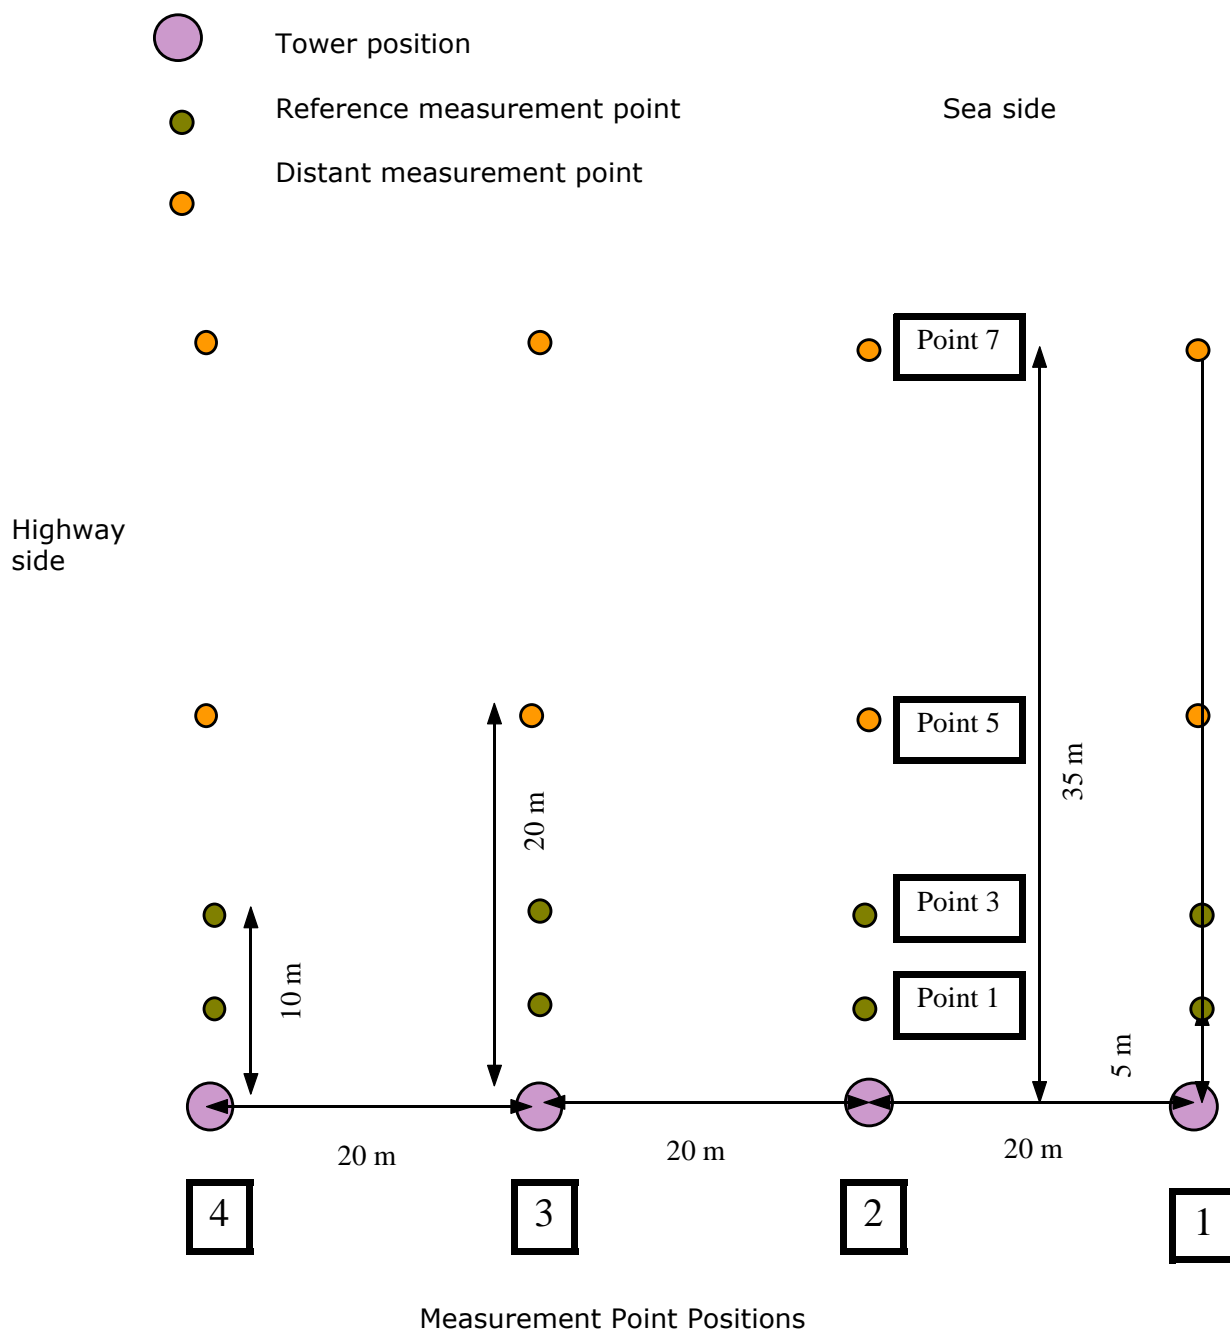 Tower position
Reference measurement point
Sea side
Distant measurement point
Point 7
Highway
side
Point 5
35 m
20 m
Point 3
10 m
Point 1
5 m
20 m
20 m
20 m
4
3
2
1
Measurement Point Positions